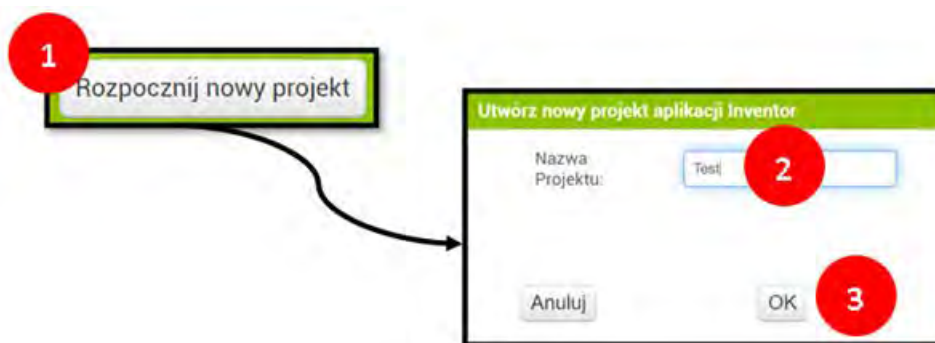 1
Rozpocznij nowy projekt
Utwórz nowy projekt aplikacji Inventor
Nazwa
Projektu:
Test
2
Anuluj
OK
3